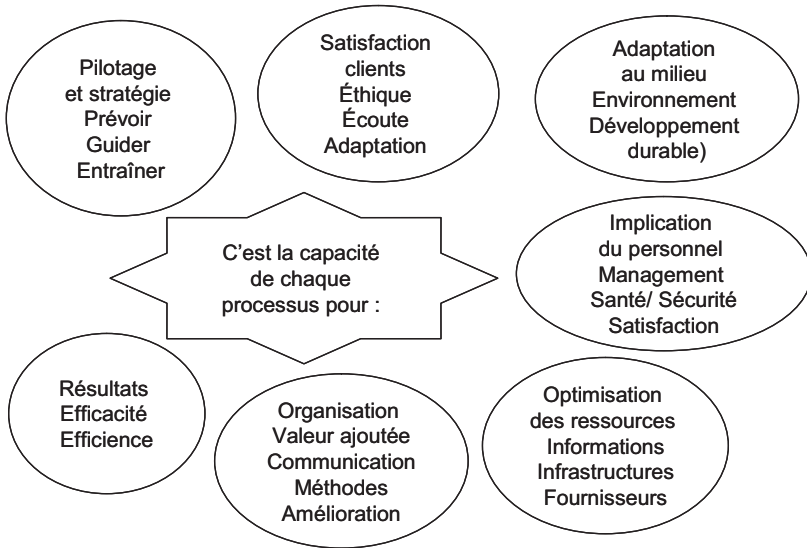 Pilotage
et stratégie
Prévoir
Guider
Entraîner
Satisfaction
clients
Éthique
Écoute
Adaptation
Adaptation
au milieu
Environnement
Développement
durable)
C’est la capacité
de chaque
processus pour :
Implication
du personnel
Management
Santé/ Sécurité
Satisfaction
Résultats
Efficacité
Efficience
Organisation
Valeur ajoutée
Communication
Méthodes
Amélioration
Optimisation
des ressources
Informations
Infrastructures
Fournisseurs